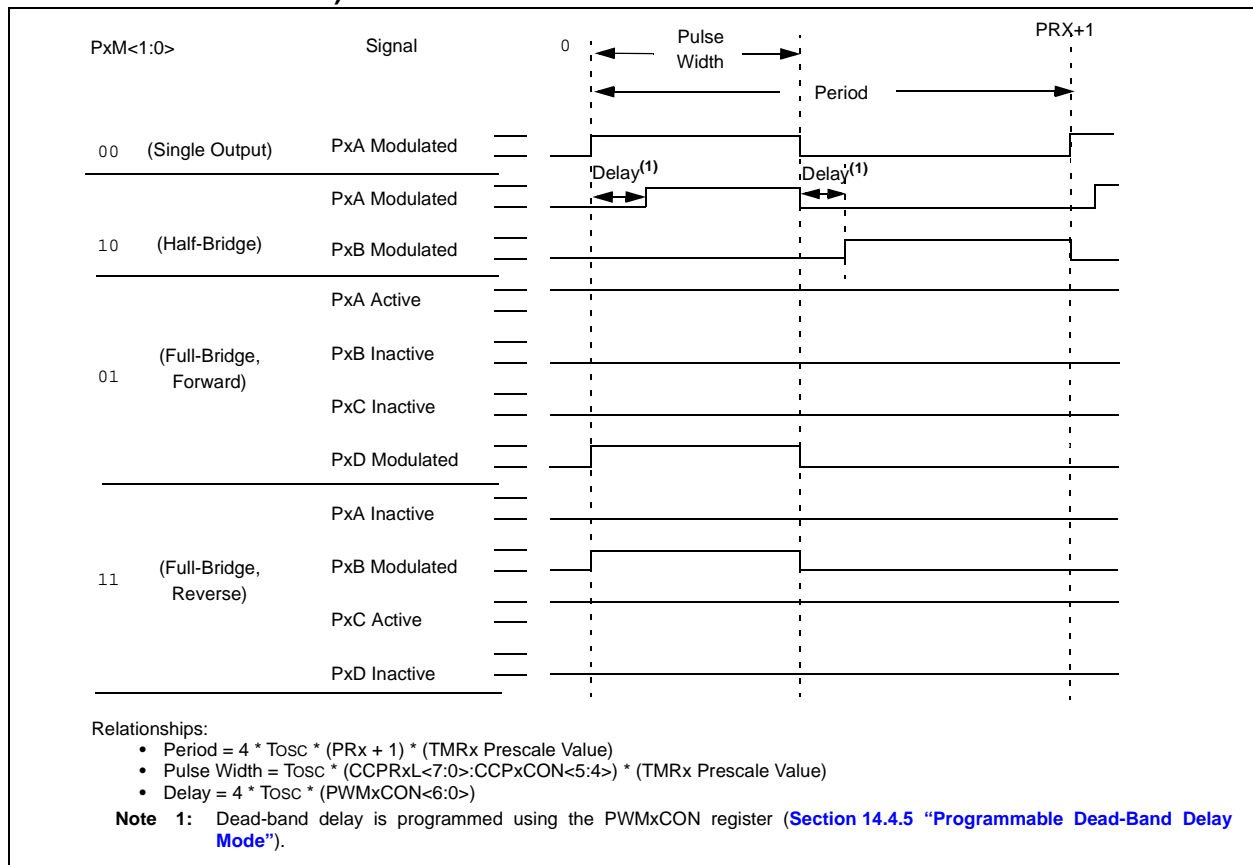 PxM<1:0> Signal 0 Pulse Width PRX+1
Period
00 (Single Output) PxA Modulated
Delay(1) Delay(1)
PxA Modulated
10 (Half-Bridge) PxB Modulated
PxA Active
01 (Full-Bridge, Forward) PxB Inactive
PxC Inactive
PxD Modulated
PxA Inactive
11 (Full-Bridge, Reverse) PxB Modulated
PxC Active
PxD Inactive
Relationships:
• Period = 4 * TOSC * (PRx + 1) * (TMRx Prescale Value)
• Pulse Width = TOSC * (CCPRxL<7:0>:CCPxCON<5:4>) * (TMRx Prescale Value)
• Delay = 4 * TOSC * (PWMxCON<6:0>)
Note 1: Dead-band delay is programmed using the PWMxCON register (Section 14.4.5 “Programmable Dead-Band Delay
Mode”).